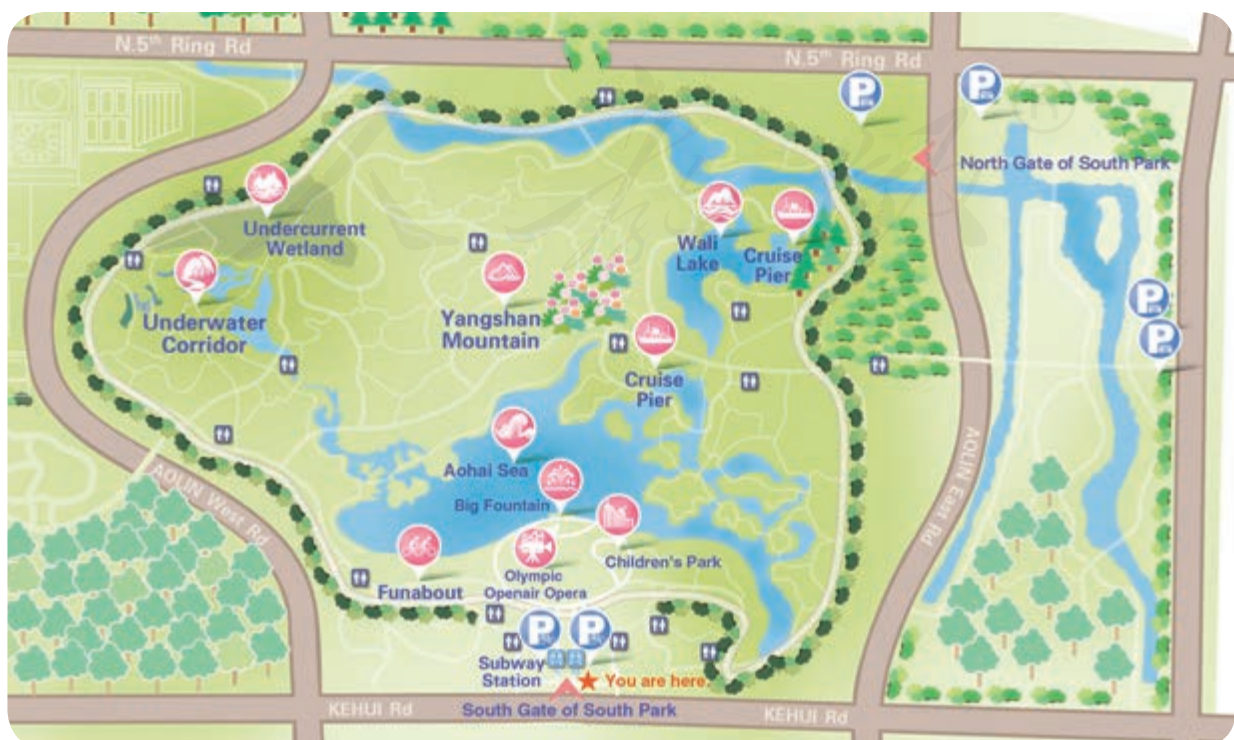 N.5th Ring Rd
N.5th Ring Rd
P
P
North Gate of South Park
Undercurrent
Wetland
Wali
Lake
Cruise
Pier
Underwater
Corridor
Yangshan
Mountain
P
P
Cruise
Pier
AOLIN West Rd
Aohai Sea
Big Fountain
AOLIN East Rd
Children's Park
Funabout
Olympic
Openair Opera
P
P
Subway
Station
You are here.
KEHUI Rd
South Gate of South Park
KEHUI Rd